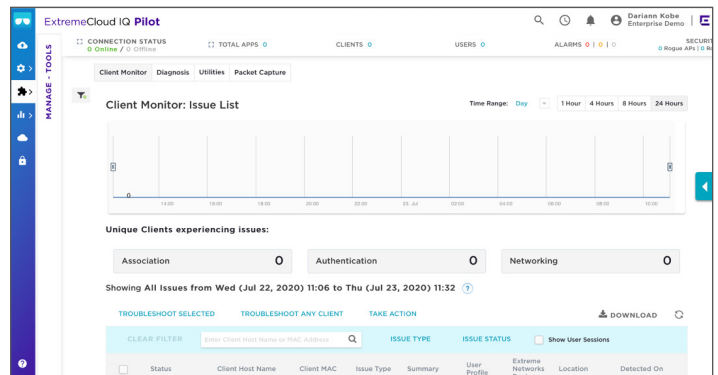 ExtremeCloud IQ Pilot
Dariann Kobe
Enterprise Demo
MANAGE - TOOLS
CONNECTION STATUS
0 Online / 0 Offline
TOTAL APPS 0
CLIENTS 0
USERS 0
ALARMS 0 | 0 | 0
SECURIT
0 Rogue APs | 0 Ro
Client Monitor Diagnosis Utilities Packet Capture
Client Monitor: Issue List
Time Range: Day 1 Hour 4 Hours 8 Hours 24 Hours
0
14:00 16:00 18:00 20:00 22:00 23. Jul 02:00 04:00 06:00 08:00 10:00
Unique Clients experiencing issues:
Association 0 Authentication 0 Networking 0
Showing All Issues from Wed (Jul 22, 2020) 11:06 to Thu (Jul 23, 2020) 11:32 ?
TROUBLESHOOT SELECTED TROUBLESHOOT ANY CLIENT TAKE ACTION DOWNLOAD
CLEAR FILTER Enter Client Host Name or MAC Address ISSUE TYPE ISSUE STATUS Show User Sessions
Status Client Host Name Client MAC Issue Type Summary User Profile Extreme Networks Location Detected On